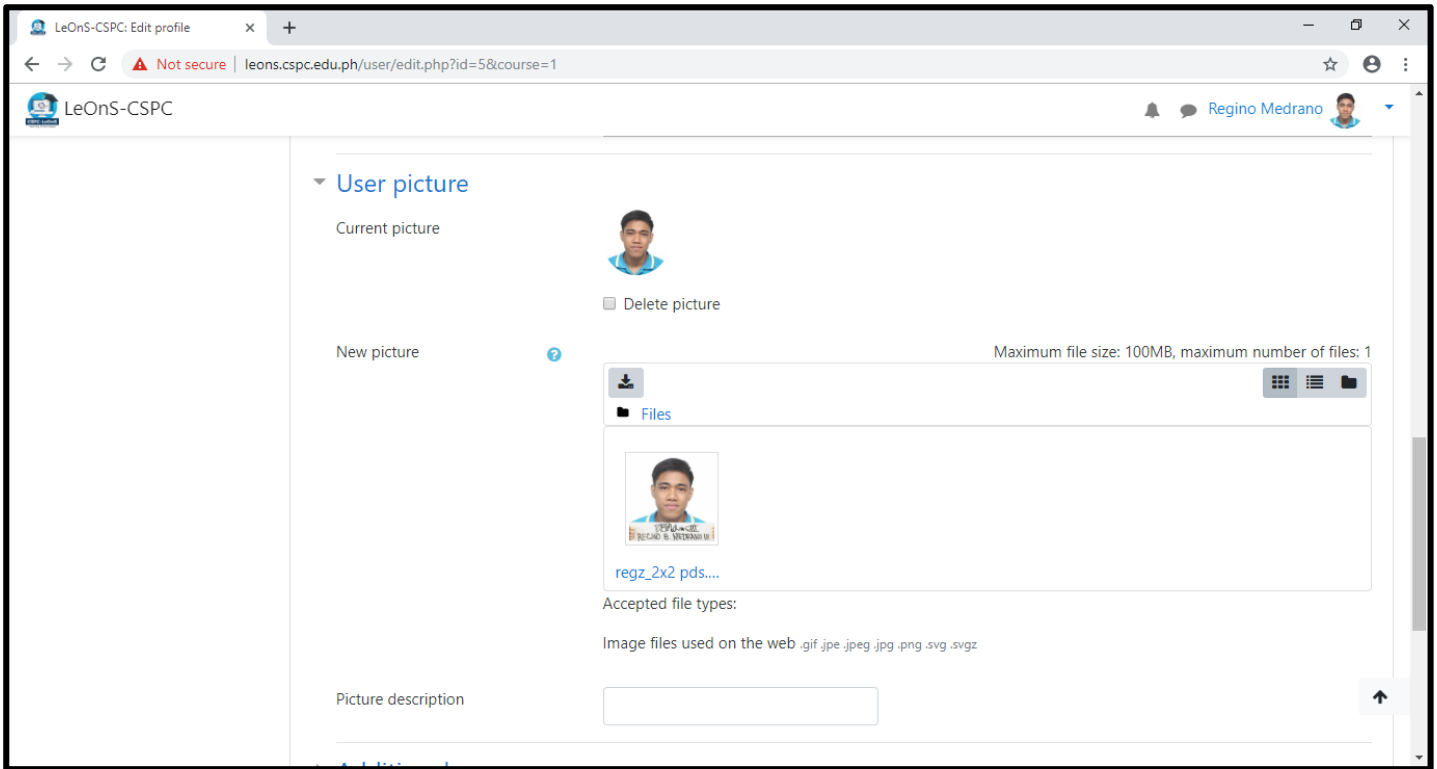 LeOnS-CSPC: Edit profile
Not secure | leons.cspc.edu.ph/user/edit.php?id=5&course=1
LeOnS-CSPC
Regino Medrano
User picture
Current picture
Delete picture
New picture
Maximum file size: 100MB, maximum number of files: 1
Files
REGINO B. MEDRANO III
regz_2x2 pds....
Accepted file types:
Image files used on the web .gif .jpe .jpeg .jpg .png .svg .svgz
Picture description